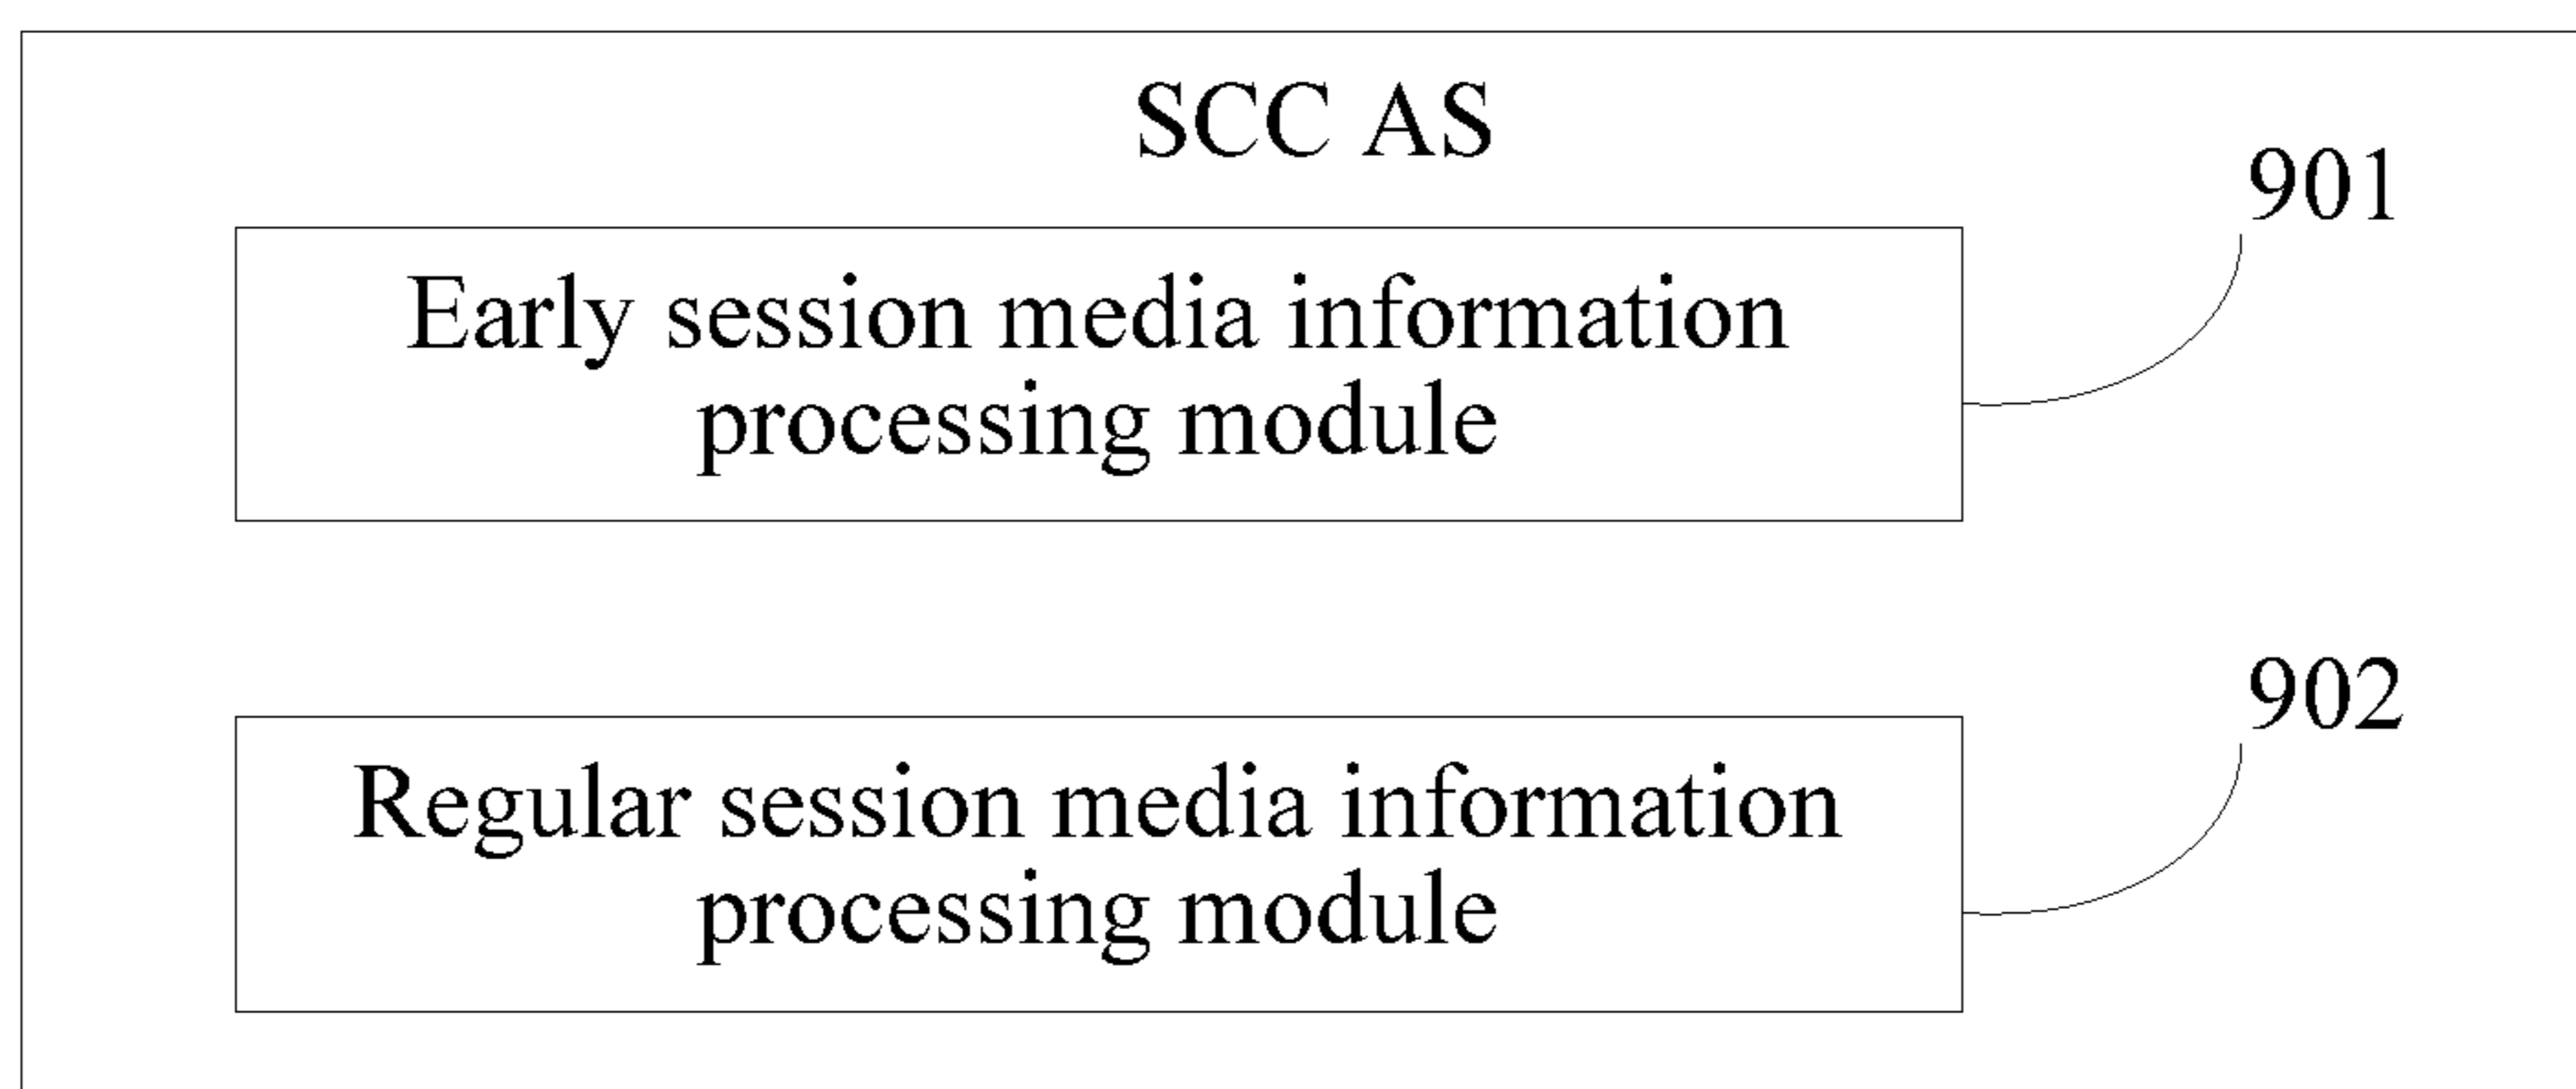 SCC AS
901
Early session media information
processing module
902
Regular session media information
processing module